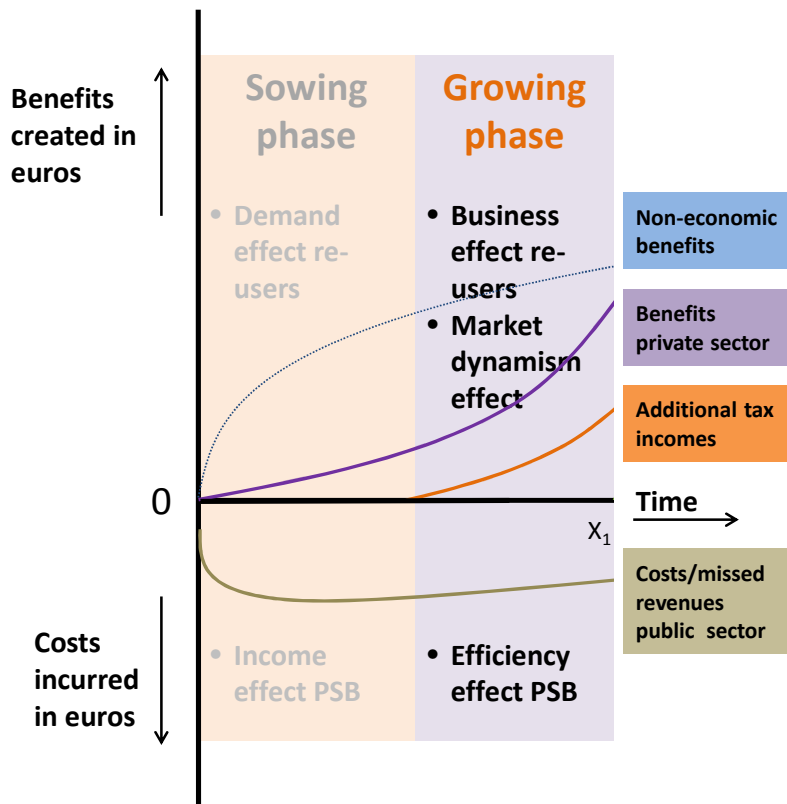 Benefits
created in
euros
Sowing
phase
Growing
phase
• Demand
effect re-
users
• Business
effect re-
users
• Market
dynamism
effect
Non-economic
benefits
Benefits
private sector
Additional tax
incomes
0
Time
X1
Costs/missed
revenues
public sector
Costs
incurred
in euros
• Income
effect PSB
• Efficiency
effect PSB